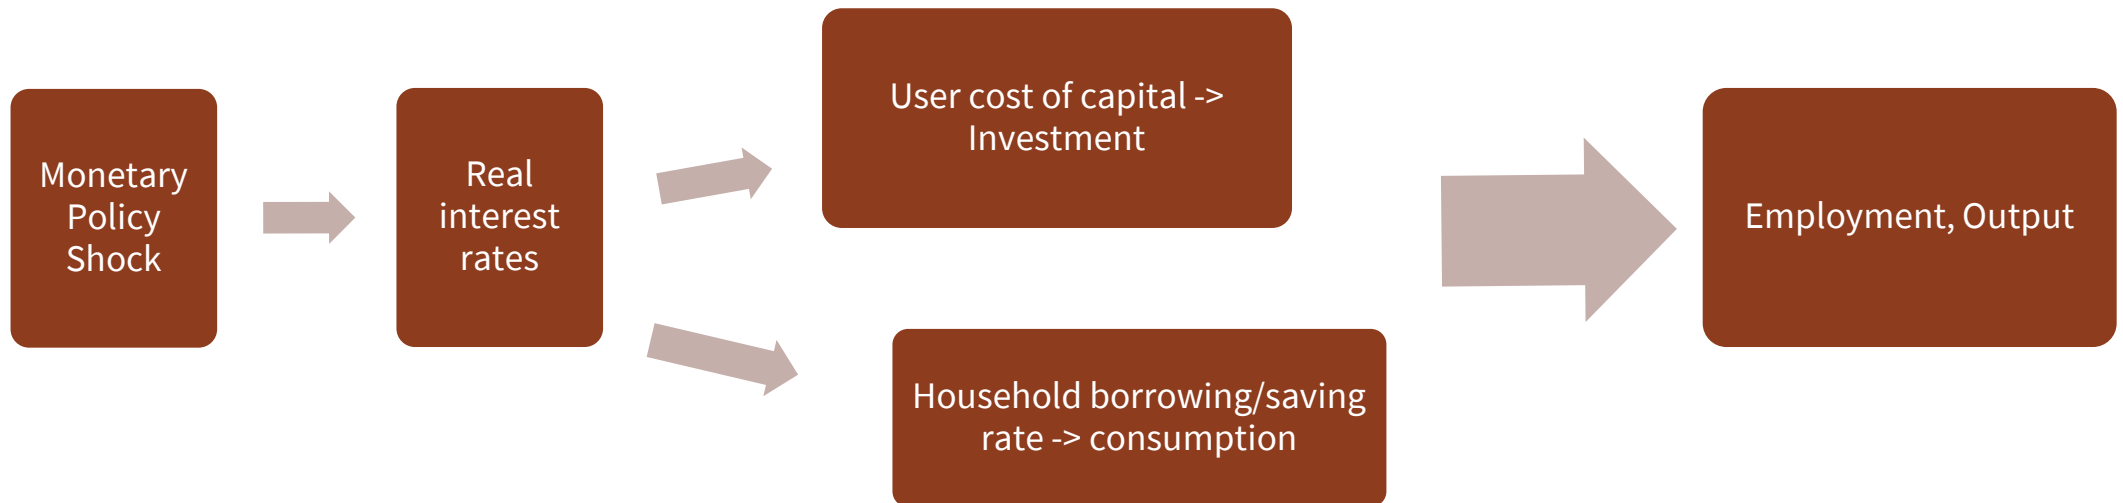 Monetary
Policy
Shock
Real
interest
rates
User cost of capital ->
Investment
Household borrowing/saving
rate -> consumption
Employment, Output